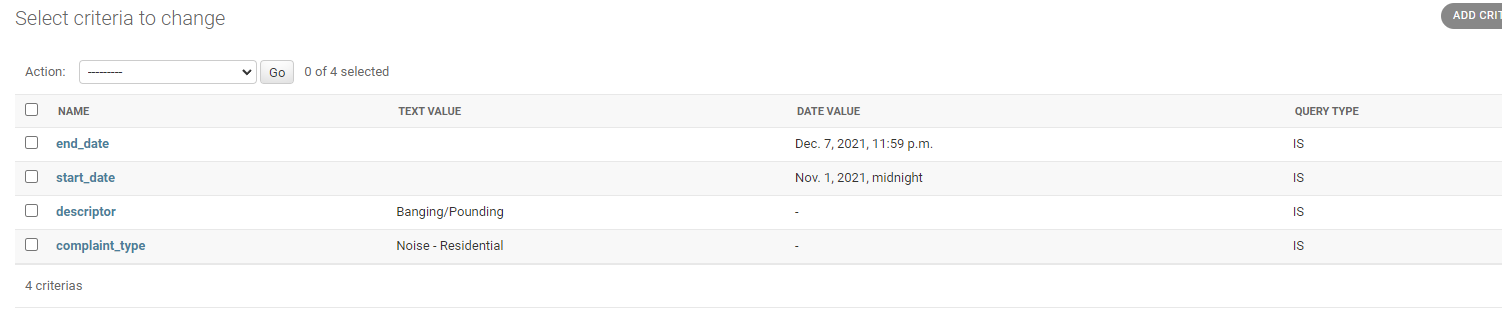 Select criteria to change
ADD CRIT
Action: --------- Go 0 of 4 selected
NAME TEXT VALUE DATE VALUE QUERY TYPE
end_date Dec. 7, 2021, 11:59 p.m. IS
start_date Nov. 1, 2021, midnight IS
descriptor Banging/Pounding - IS
complaint_type Noise - Residential - IS
4 criterias